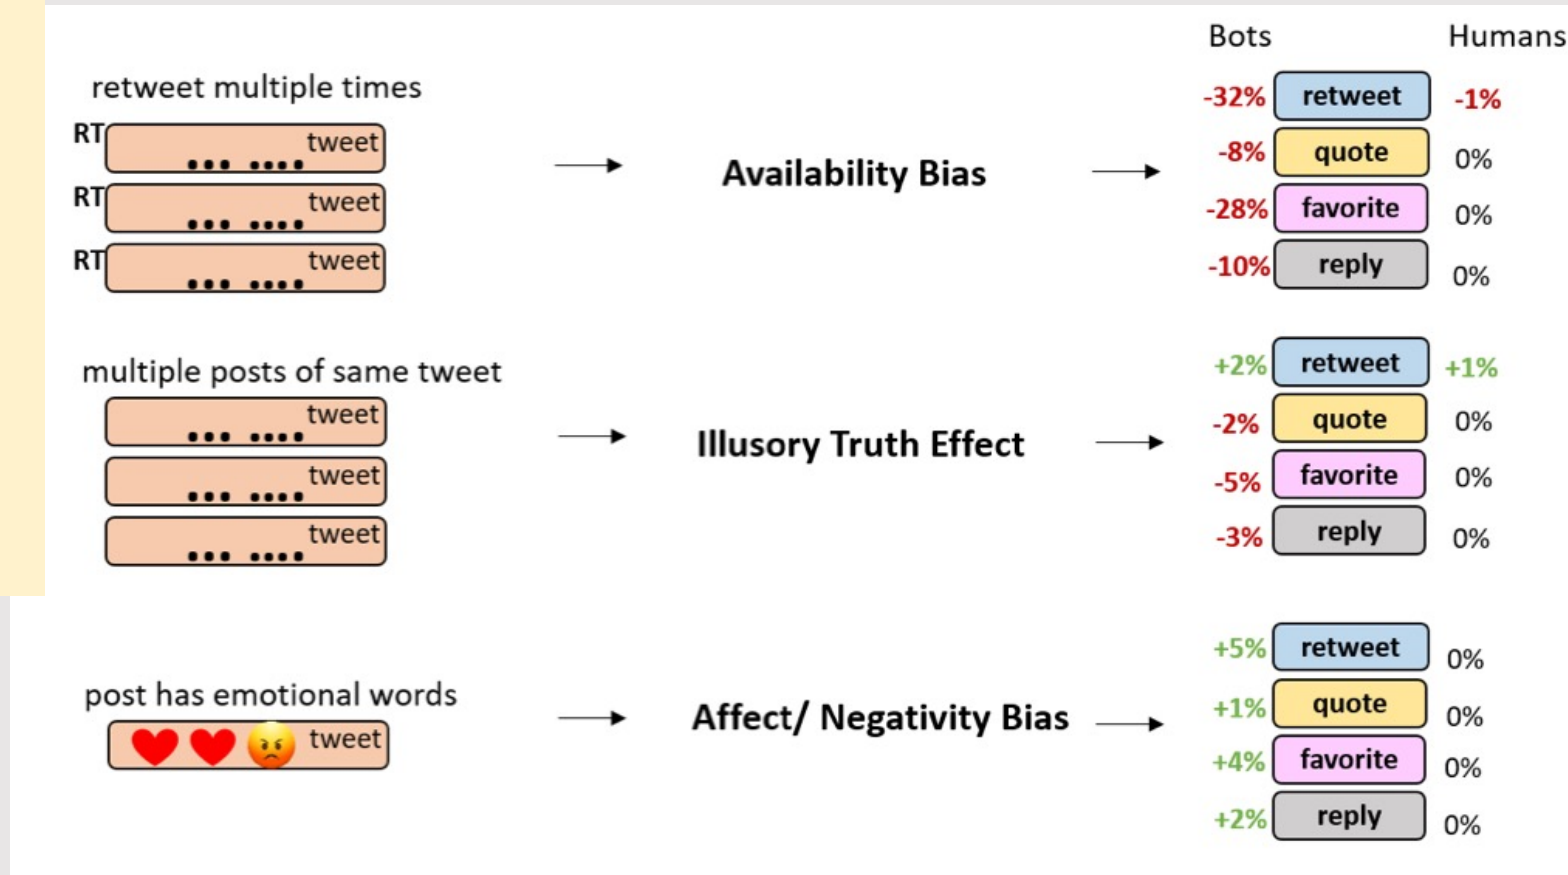 Bots Humans
retweet multiple times
RT tweet
... ....
RT tweet
... ....
RT tweet
... ....
Availability Bias
-32% retweet -1%
-8% quote 0%
-28% favorite 0%
-10% reply 0%
multiple posts of same tweet
tweet
... ....
tweet
... ....
tweet
... ....
Illusory Truth Effect
+2% retweet +1%
-2% quote 0%
-5% favorite 0%
-3% reply 0%
post has emotional words
tweet
Affect/ Negativity Bias
+5% retweet 0%
+1% quote 0%
+4% favorite 0%
+2% reply 0%